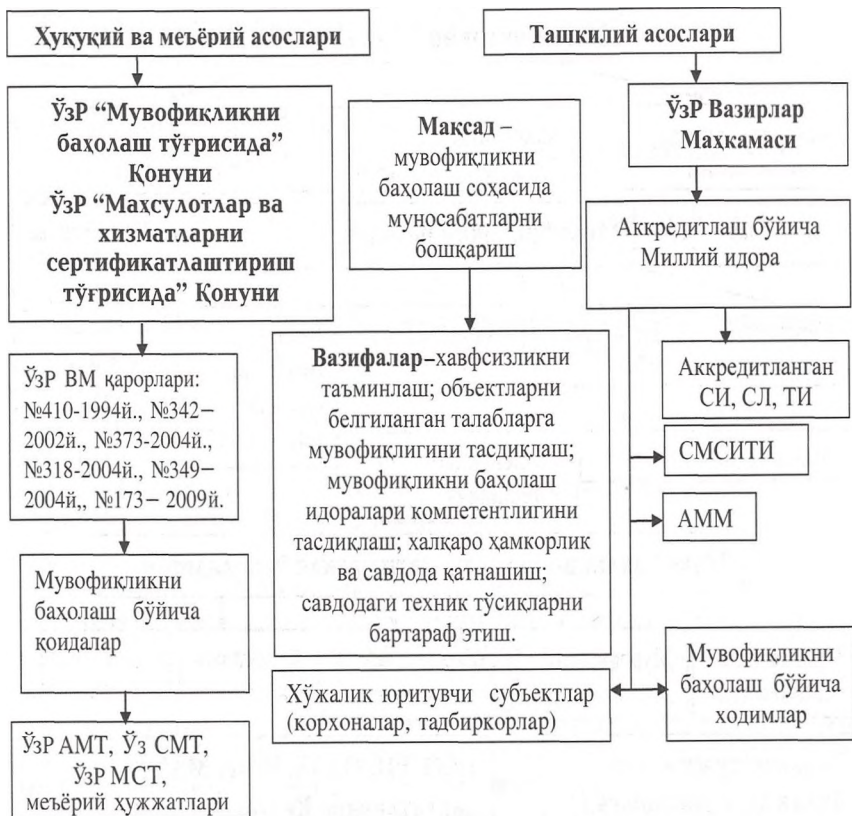 Ҳуқуқий ва меъёрий асослари
ЎзР “Мувофиқликни
баҳолаш тўғрисида”
Қонуни
ЎзР “Маҳсулотлар ва
хизматларни
сертификатлаштириш
тўғрисида” Қонуни
ЎзР ВМ қарорлари:
№410-1994й., №342–
2002й., №373-2004й.,
№318-2004й., №349–
2004й,, №173– 2009й.
Мувофиқликни
баҳолаш бўйича
қоидалар
ЎзР АМТ, Ўз СМТ,
ЎзР МСТ,
меъёрий ҳужжатлари
Мақсад –
мувофиқликни
баҳолаш соҳасида
муносабатларни
бошқариш
Вазифалар–хавфсизликни
таъминлаш; объектларни
белгиланган талабларга
мувофиқлигини тасдиқлаш;
мувофиқликни баҳолаш
идоралари компетентлигини
тасдиқлаш; халқаро ҳамкорлик
ва савдода қатнашиш;
савдодаги техник тўсиқларни
бартараф этиш.
Хўжалик юритувчи субъектлар
(корхоналар, тадбиркорлар)
Ташкилий асослари
ЎзР Вазирлар
Маҳкамаси
Аккредитлаш бўйича
Миллий идора
Аккредитланган
СИ, СЛ, ТИ
СМСИТИ
АММ
Мувофиқликни
баҳолаш бўйича
ходимлар